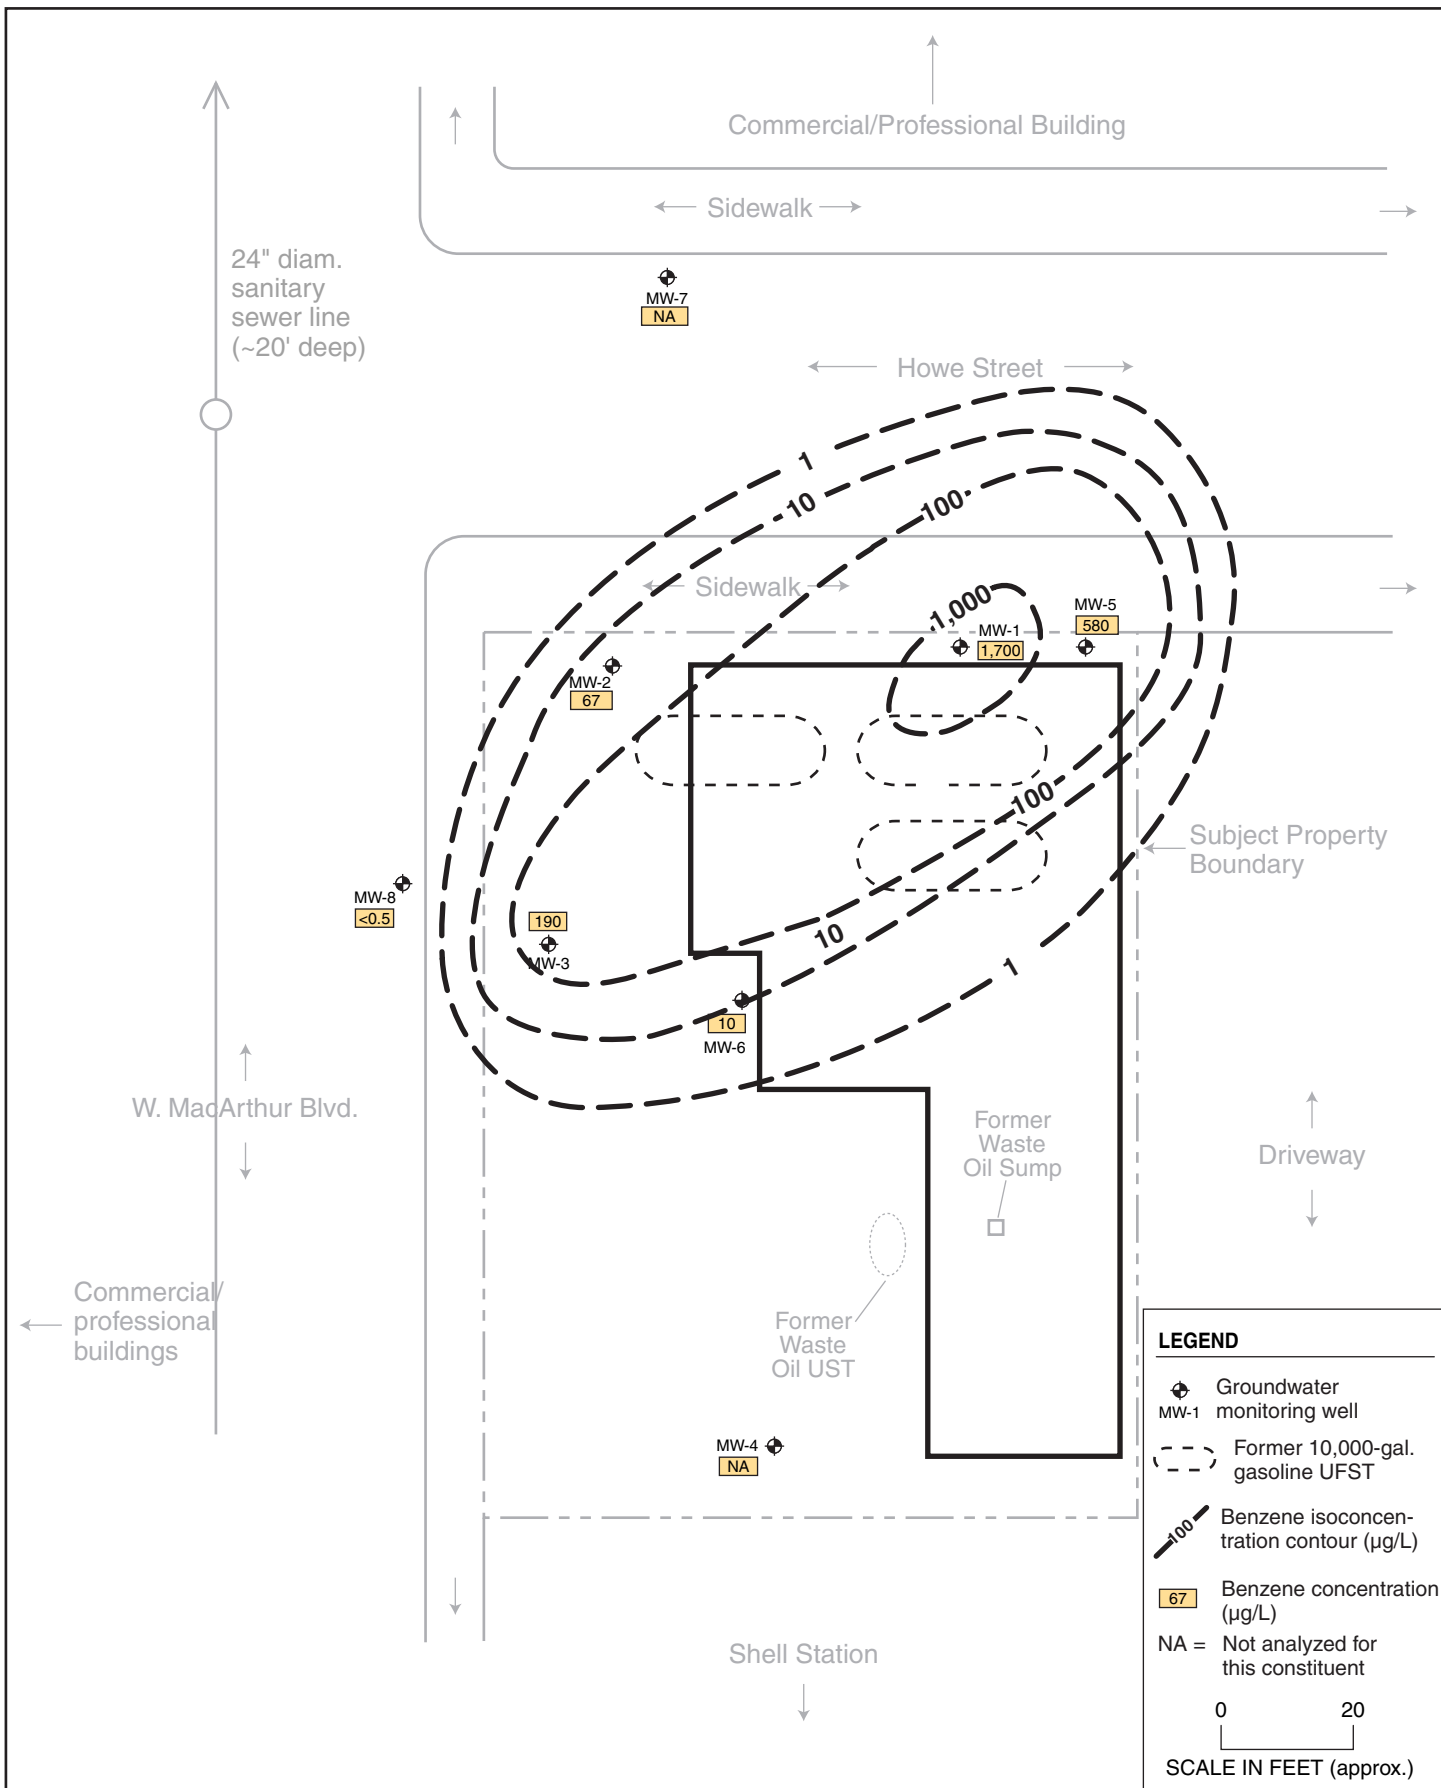 Commercial/Professional Building
Sidewalk
24" diam.
sanitary
sewer line
(~20' deep)
MW-7
NA
Howe Street
1
10
100
Sidewalk
1,000
MW-5
580
MW-1
1,700
MW-2
67
100
Subject Property
Boundary
MW-8
<0.5
190
MW-3
10
1
10
MW-6
W. MacArthur Blvd.
Former
Waste
Oil Sump
Driveway
Commercial/
professional
buildings
Former
Waste
Oil UST
MW-4
NA
Shell Station
LEGEND
MW-1
Groundwater
monitoring well
Former 10,000-gal.
gasoline UFST
100
Benzene isoconcen-
tration contour (µg/L)
67
Benzene concentration
(µg/L)
NA = Not analyzed for
this constituent
0 20
SCALE IN FEET (approx.)